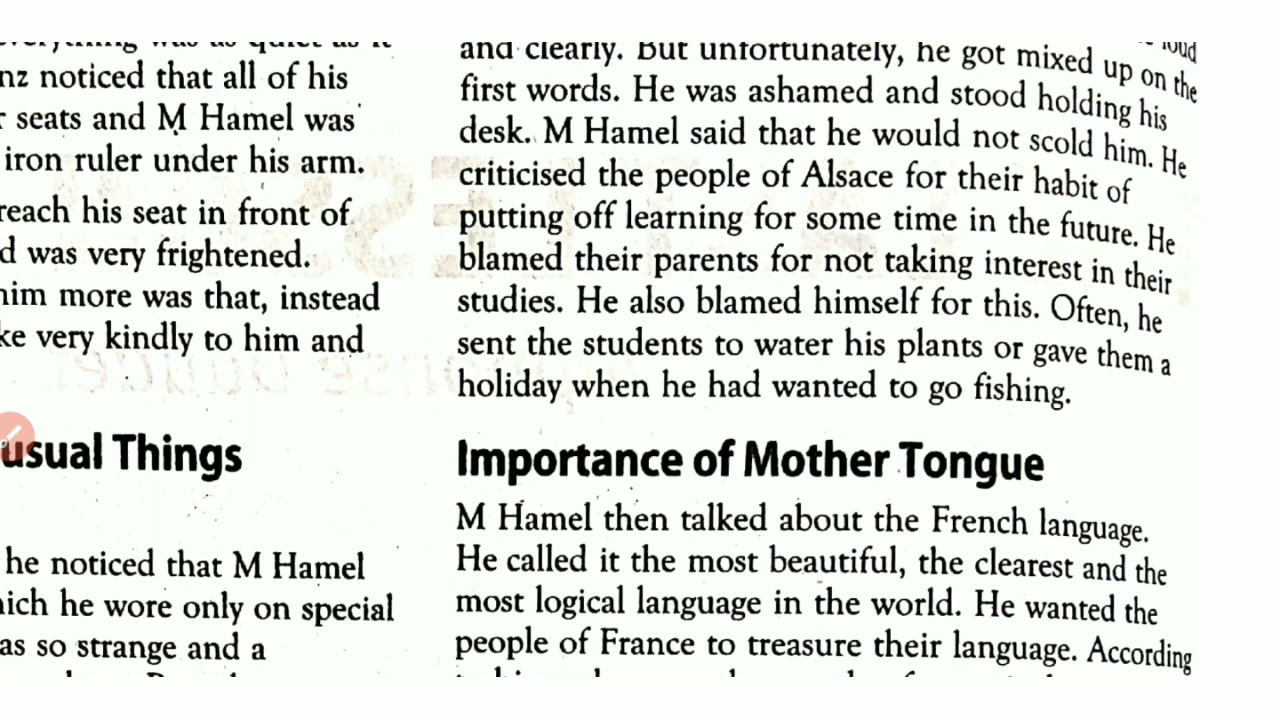 nz noticed that all of his
seats and M Hamel was
iron ruler under his arm.
reach his seat in front of
was very frightened.
him more was that, instead
very kindly to him and
usual Things
he noticed that M Hamel
he wore only on special
as so strange and a
loud
and clearly. But unfortunately, he got mixed up on the
first words. He was ashamed and stood holding his
desk. M Hamel said that he would not scold him. He
criticised the people of Alsace for their habit of
putting off learning for some time in the future. He
blamed their parents for not taking interest in their
studies. He also blamed himself for this. Often, he
sent the students to water his plants or gave them a
holiday when he had wanted to go fishing.
Importance of Mother Tongue
M Hamel then talked about the French language.
He called it the most beautiful, the clearest and the
most logical language in the world. He wanted the
people of France to treasure their language. According